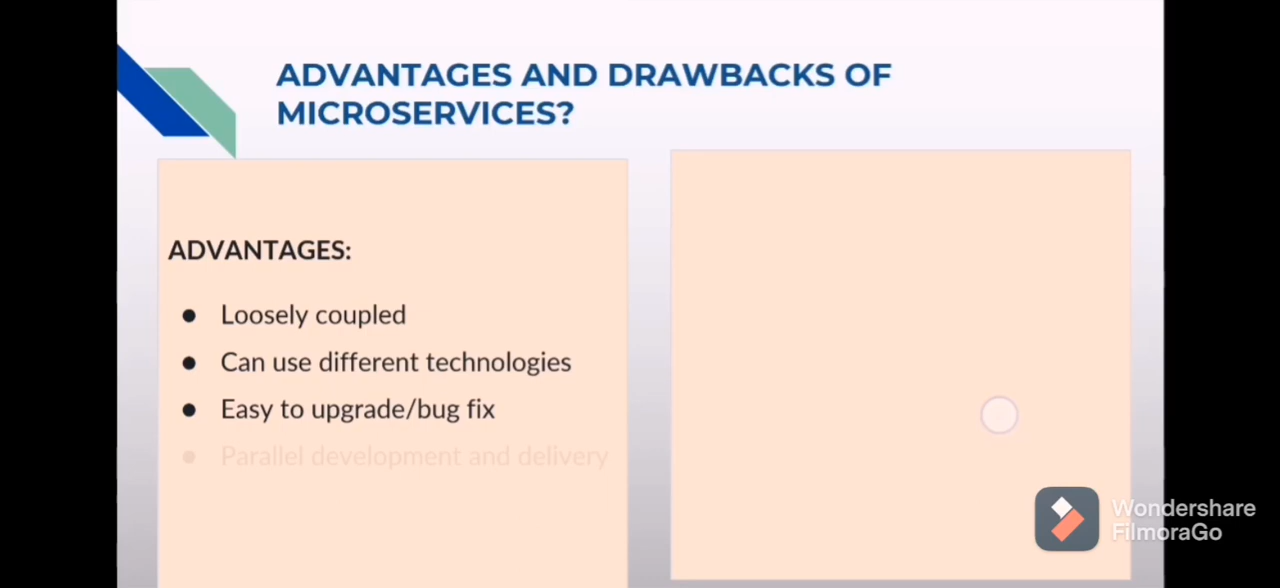 ADVANTAGES AND DRAWBACKS OF
MICROSERVICES?
ADVANTAGES:
● Loosely coupled
● Can use different technologies
● Easy to upgrade/bug fix
● Parallel development and delivery
Wondershare
FilmoraGo